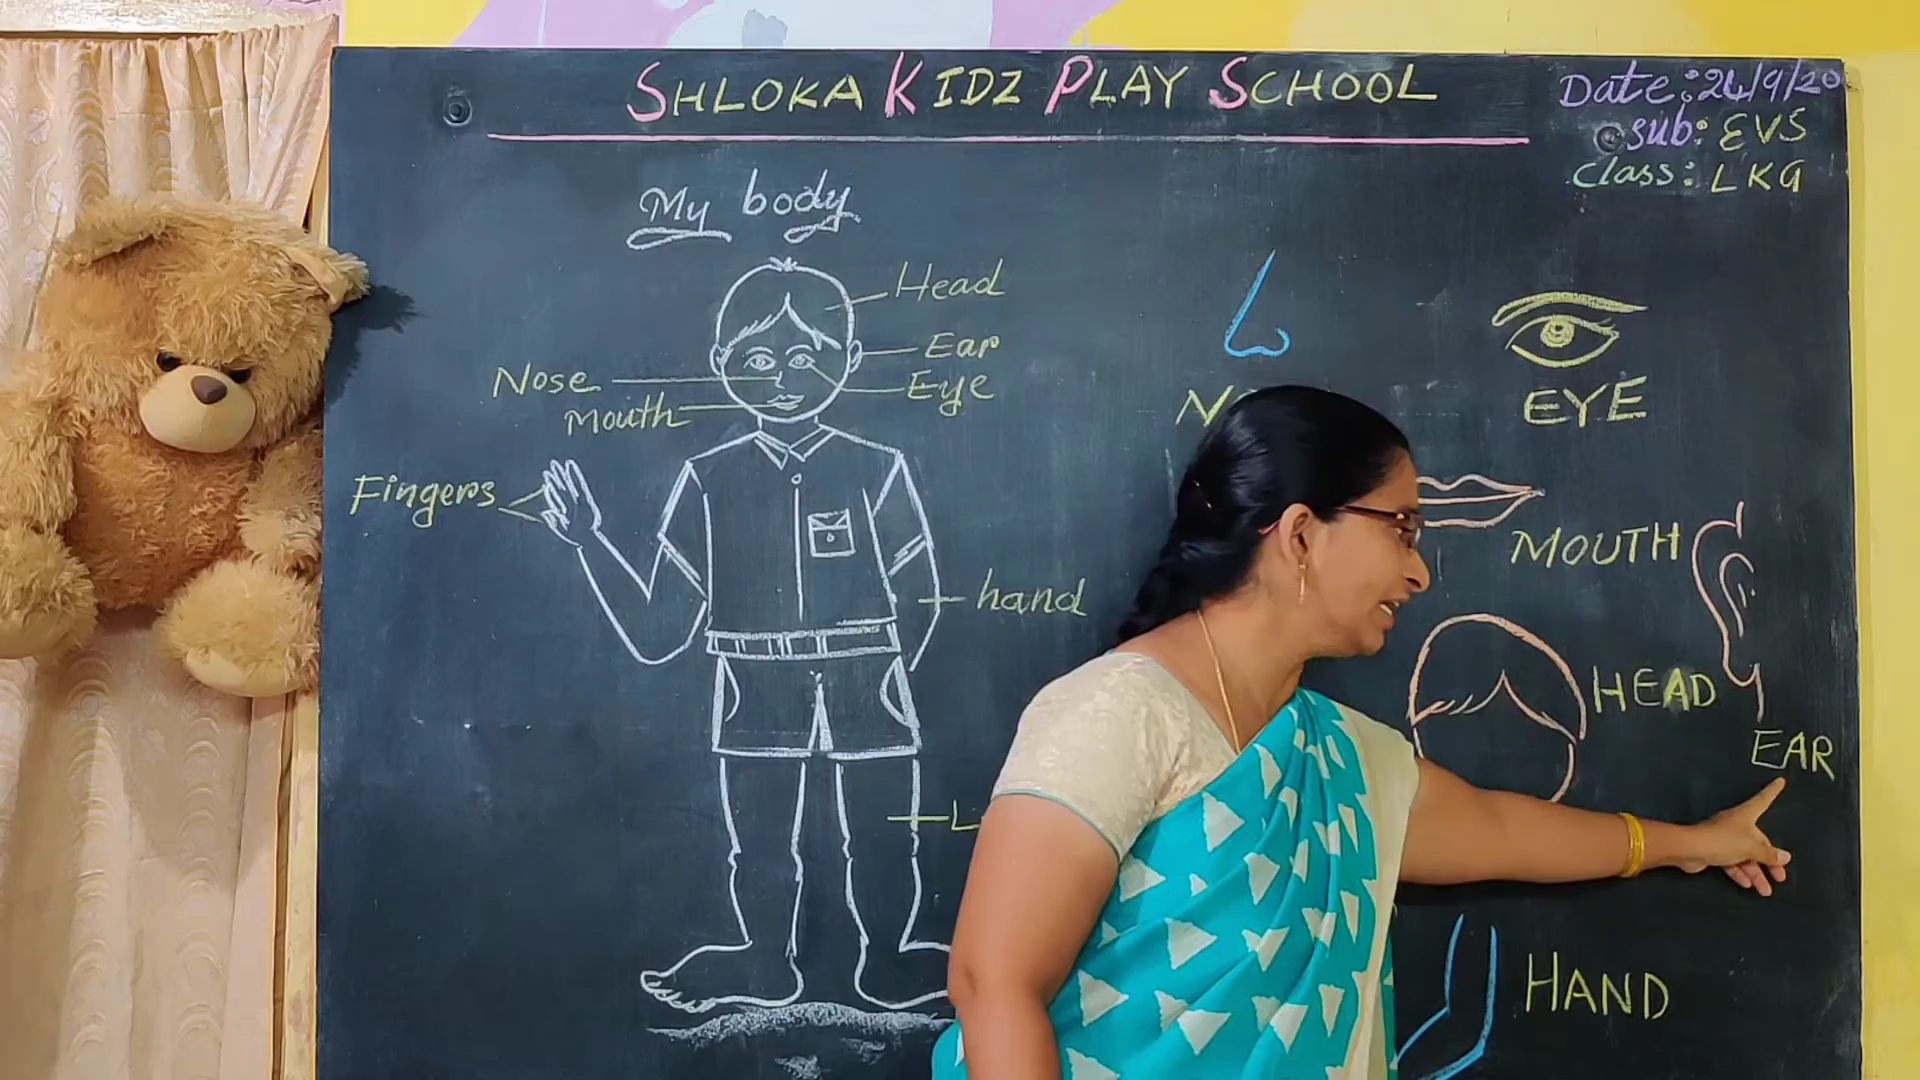 SHLOKA KIDZ PLAY SCHOOL
Date: 24/9/20
sub: EVS
Class: LKG
My body
Head
Ear
Nose
Eye
Mouth
Fingers
hand
EYE
MOUTH
HEAD
EAR
HAND